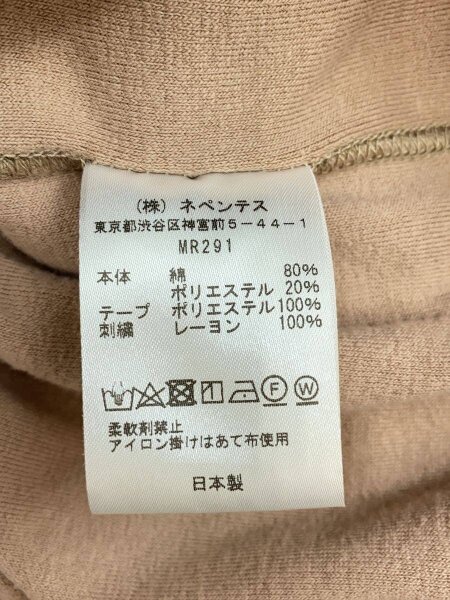 (株) ネペンテス
東京都渋谷区神宮前5-44-1
MR291
本体 綿 80%
ポリエステル 20%
テープ ポリエステル 100%
刺繍 レーヨン 100%
F W
柔軟剤禁止
アイロン掛けはあて布使用
日本製